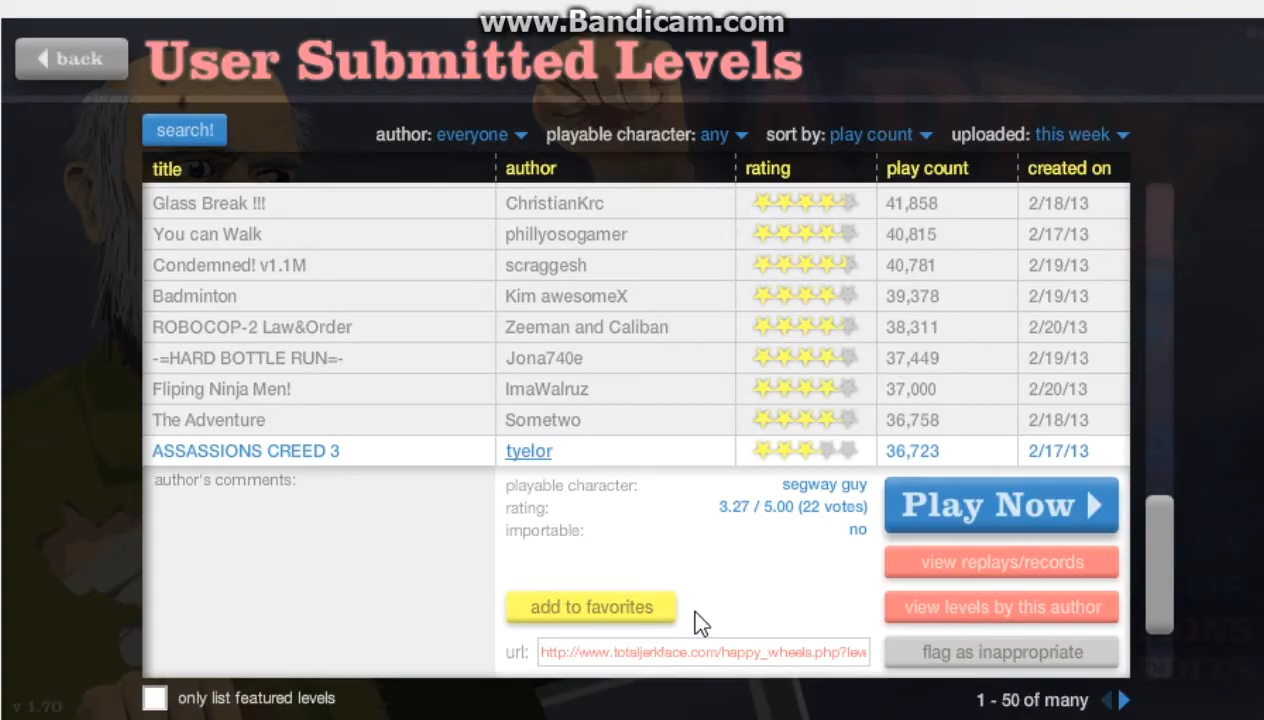 www.Bandicam.com
back User Submitted Levels
search! author: everyone playable character: any sort by: play count uploaded: this week
title author rating play count created on
Glass Break !!! ChristianKrc 41,858 2/18/13
You can Walk phillyosogamer 40,815 2/17/13
Condemned! v1.1M scraggesh 40,781 2/19/13
Badminton Kim awesomeX 39,378 2/19/13
ROBOCOP-2 Law&Order Zeeman and Caliban 38,311 2/20/13
-=HARD BOTTLE RUN=- Jona740e 37,449 2/19/13
Fliping Ninja Men! ImaWalruz 37,000 2/20/13
The Adventure Sometwo 36,758 2/18/13
ASSASSIONS CREED 3 tyelor 36,723 2/17/13
author's comments: playable character: segway guy
rating: 3.27 / 5.00 (22 votes)
importable: no
Play Now
view replays/records
add to favorites view levels by this author
url: http://www.totaljerkface.com/happy_wheels.php?leve flag as inappropriate
v 1.70 only list featured levels 1 - 50 of many